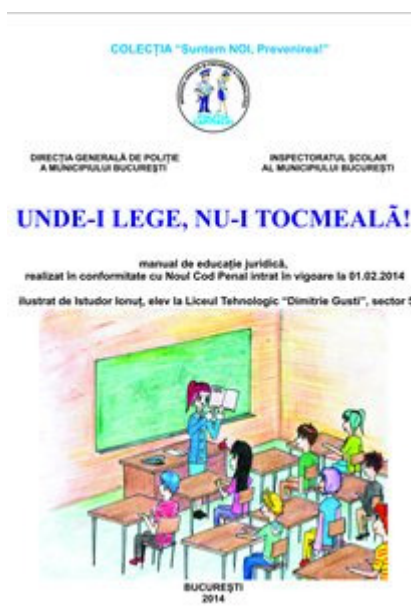 COLECȚIA “Suntem NOI, Prevenirea!”
DIRECȚIA GENERALĂ DE POLIȚIE
A MUNICIPIULUI BUCUREȘTI
INSPECTORATUL ȘCOLAR
AL MUNICIPIULUI BUCUREȘTI
UNDE-I LEGE, NU-I TOCMEALÃ!
manual de educație juridică,
realizat în conformitate cu Noul Cod Penal intrat în vigoare la 01.02.2014
ilustrat de Istudor Ionuț, elev la Liceul Tehnologic “Dimitrie Gusti”, sector 5
BUCUREȘTI
2014